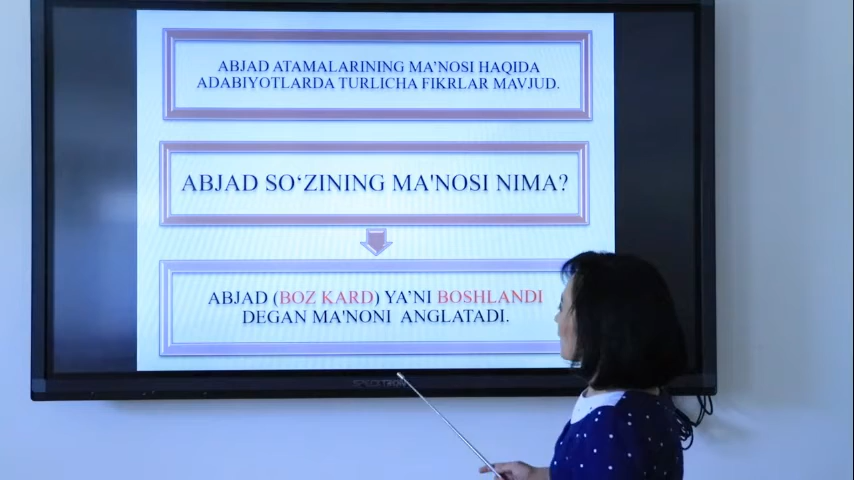 ABJAD ATAMALARINING MA’NOSI HAQIDA
ADABIYOTLARDA TURLICHA FIKRLAR MAVJUD.
ABJAD SO‘ZINING MA'NOSI NIMA?
ABJAD (BOZ KARD) YA’NI BOSHLANDI
DEGAN MA'NONI ANGLATADI.